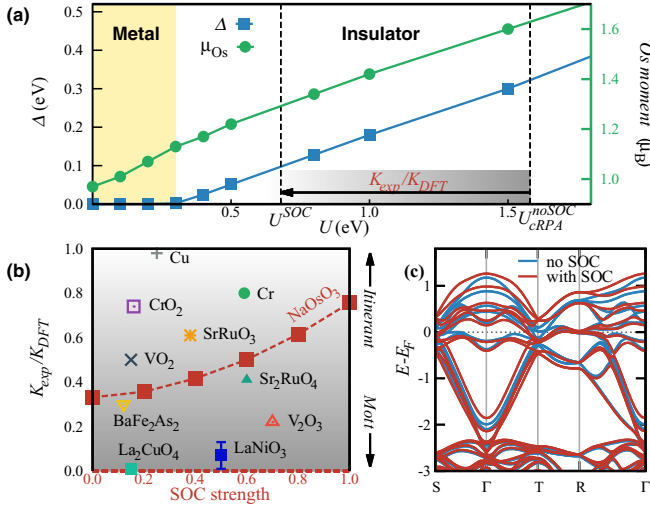 (a)
Metal
Insulator
Δ
μOs
Δ (eV)
0.5
0.4
0.3
0.2
0.1
0.0
1.6
1.4
1.2
1.0
Os moment (μB)
Kexp/KDFT
0.5
1.0
1.5
U^SOC
U (eV)
U^noSOC_cRPA
(b)
Kexp/KDFT
1.0
0.8
0.6
0.4
0.2
0.0
Cu
CrO2
Cr
NaOsO3
SrRuO3
VO2
Sr2RuO4
BaFe2As2
V2O3
La2CuO4
LaNiO3
Itinerant
Mott
0.0 0.2 0.4 0.6 0.8 1.0
SOC strength
(c)
no SOC
with SOC
E-EF
1
0
-1
-2
-3
S Γ T R Γ